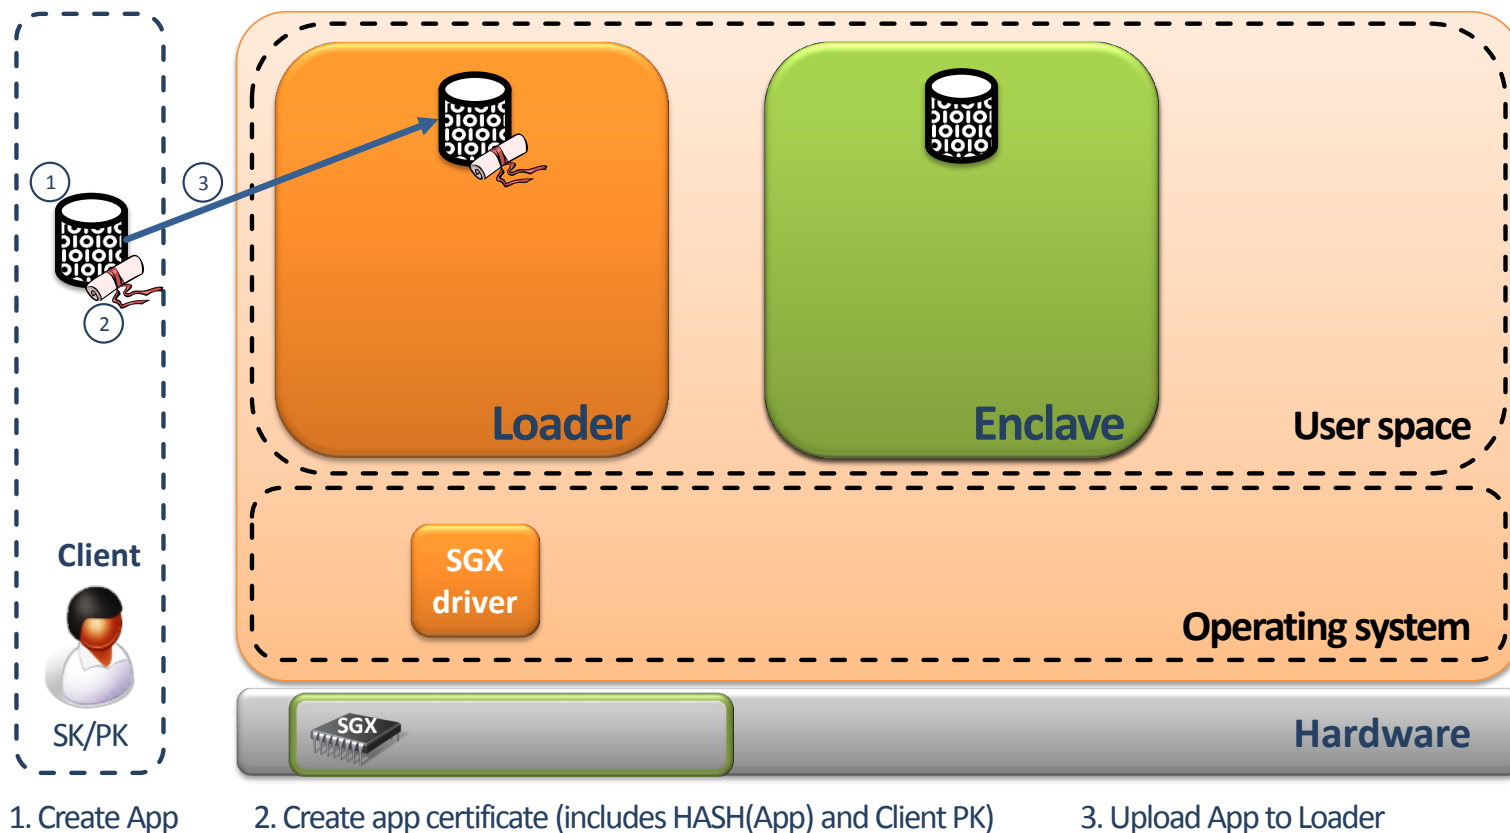 1
3
2
Loader
Enclave
User space
Client
SK/PK
SGX
driver
Operating system
SGX
Hardware
1. Create App
2. Create app certificate (includes HASH(App) and Client PK)
3. Upload App to Loader